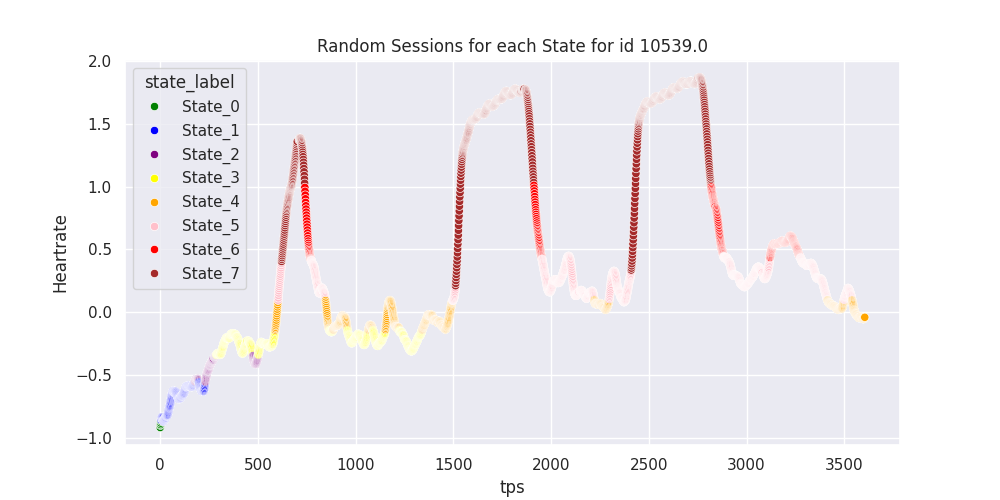 Random Sessions for each State for id 10539.0
Heartrate
2.0
1.5
1.0
0.5
0.0
−0.5
−1.0
state_label
State_0
State_1
State_2
State_3
State_4
State_5
State_6
State_7
0 500 1000 1500 2000 2500 3000 3500
tps